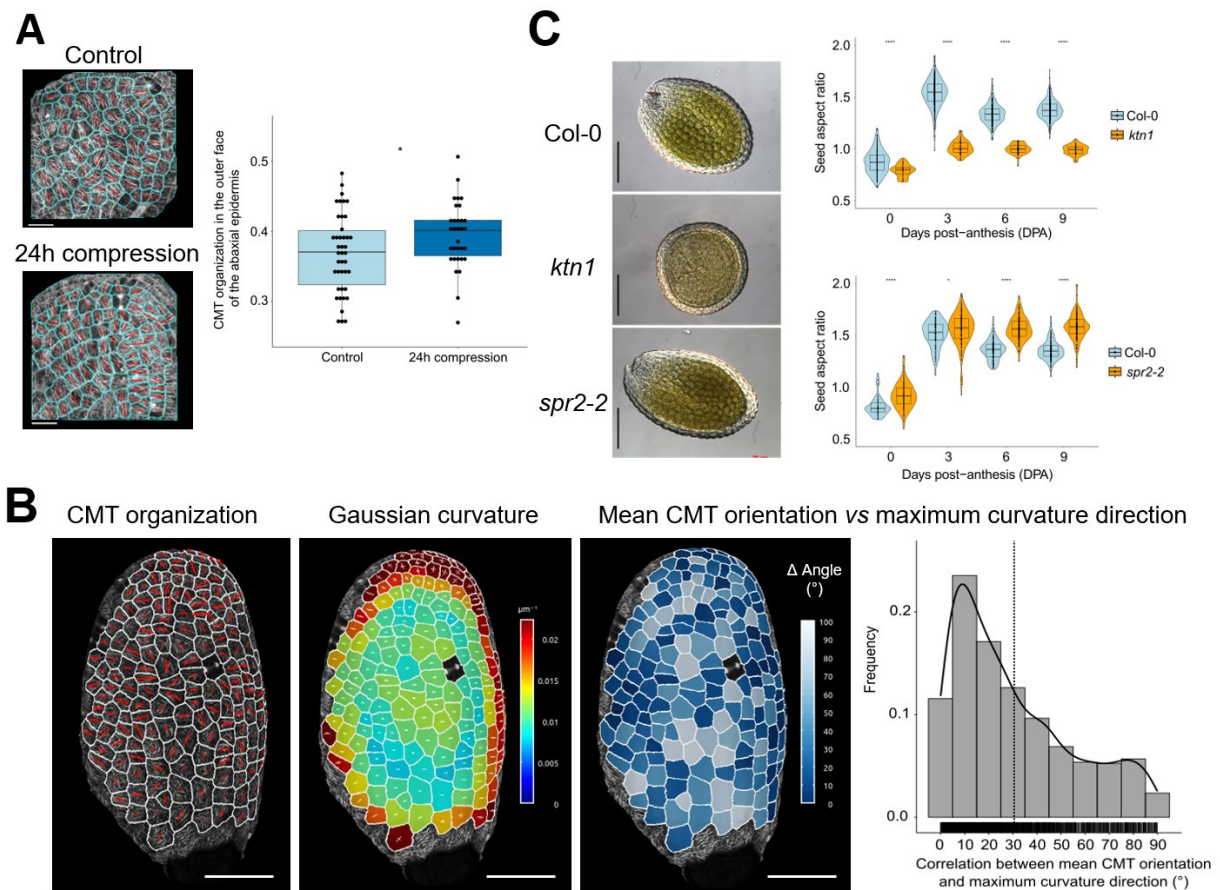 A
Control
24h compression
CMT organization in the outer face
of the abaxial epidermis
0.5
0.4
0.3
*
Control
24h compression
C
Col-0
ktn1
spr2-2
Seed aspect ratio
2.0
1.5
1.0
0.5
**** **** **** ****
Col-0
ktn1
0 3 6 9
Days post-anthesis (DPA)
Seed aspect ratio
2.0
1.5
1.0
0.5
**** * **** ****
Col-0
spr2-2
0 3 6 9
Days post-anthesis (DPA)
B
CMT organization
Gaussian curvature
Mean CMT orientation vs maximum curvature direction
µm⁻¹
0.02
0.015
0.01
0.005
0
Δ Angle
(°)
100
90
80
70
60
50
40
30
20
10
0
Frequency
0.2
0.1
0.0
0 10 20 30 40 50 60 70 80 90
Correlation between mean CMT orientation
and maximum curvature direction (°)